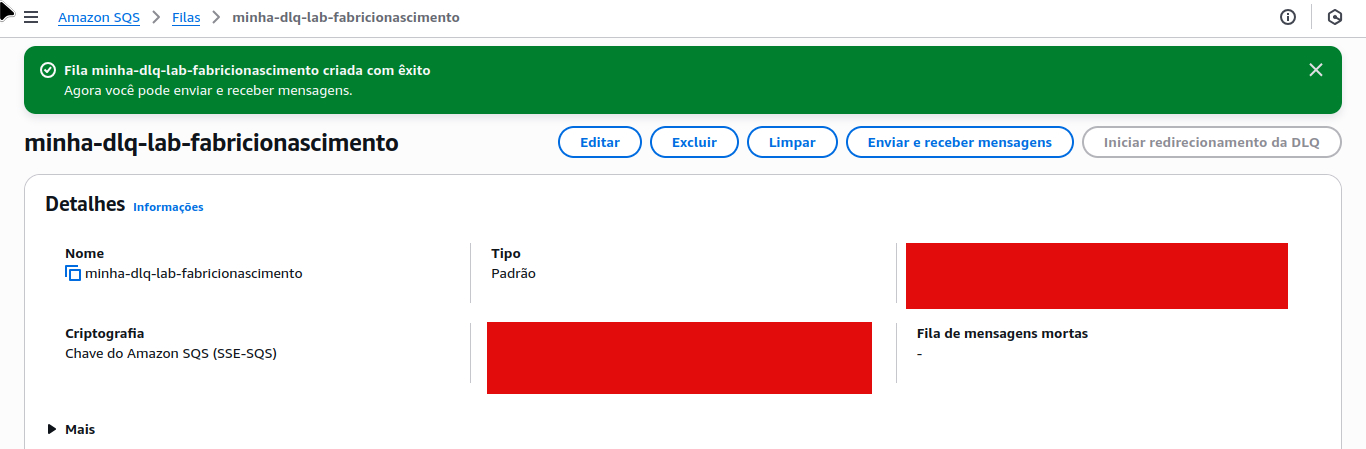 Amazon SQS > Filas > minha-dlq-lab-fabricionascimento
Fila minha-dlq-lab-fabricionascimento criada com êxito
Agora você pode enviar e receber mensagens.
minha-dlq-lab-fabricionascimento
Editar
Excluir
Limpar
Enviar e receber mensagens
Iniciar redirecionamento da DLQ
Detalhes Informações
Nome
minha-dlq-lab-fabricionascimento
Tipo
Padrão
Criptografia
Chave do Amazon SQS (SSE-SQS)
Fila de mensagens mortas
-
Mais